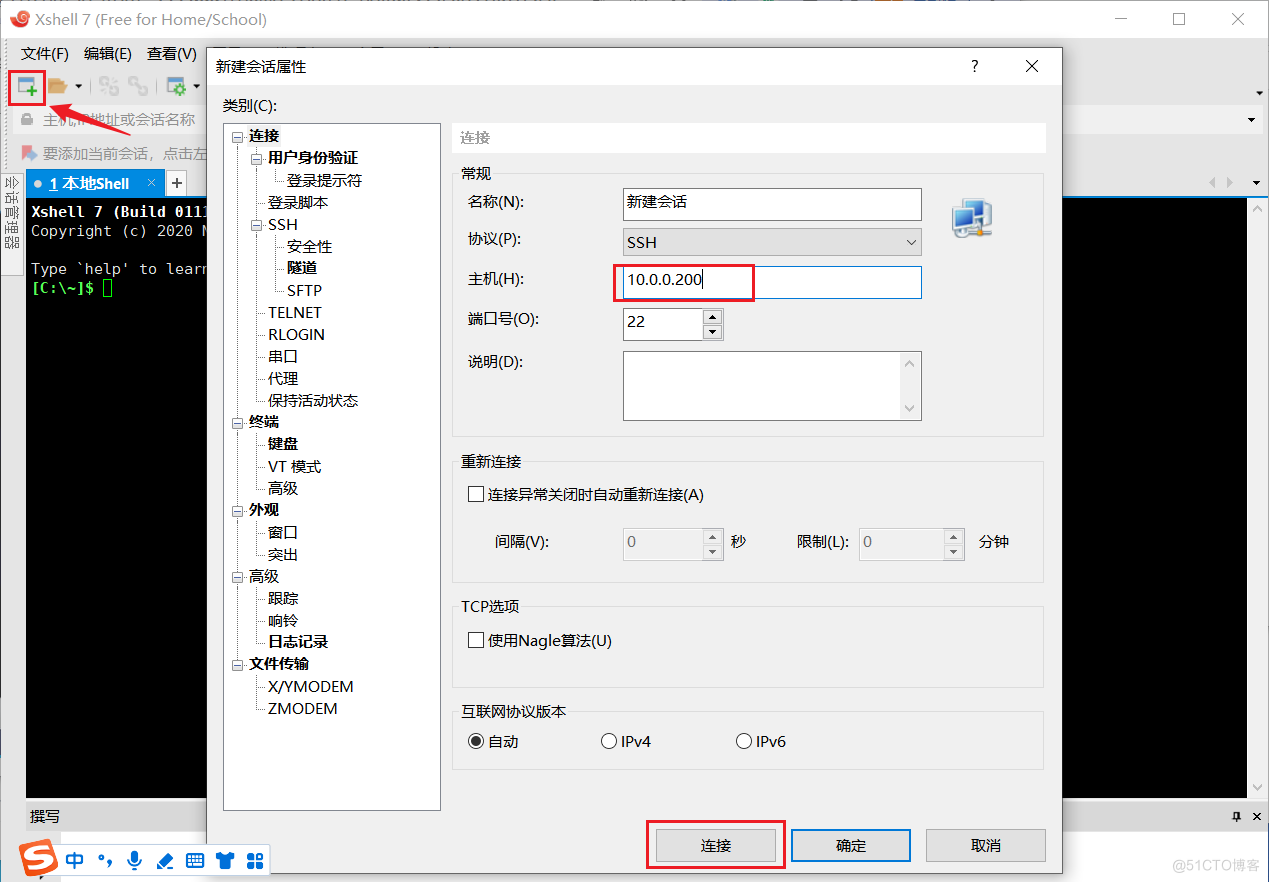 Xshell 7 (Free for Home/School)
文件(F) 编辑(E) 查看(V)
主机,IP地址或会话名称
要添加当前会话，点击左
会话管理器
1 本地Shell
Xshell 7 (Build 011
Copyright (c) 2020
Type `help' to lear
[C:\~]$
撰写
中
新建会话属性
?
类别(C):
连接
用户身份验证
登录提示符
登录脚本
SSH
安全性
隧道
SFTP
TELNET
RLOGIN
串口
代理
保持活动状态
终端
键盘
VT 模式
高级
外观
窗口
突出
高级
跟踪
响铃
日志记录
文件传输
X/YMODEM
ZMODEM
连接
常规
名称(N): 新建会话
协议(P): SSH
主机(H): 10.0.0.200
端口号(O): 22
说明(D):
重新连接
连接异常关闭时自动重新连接(A)
间隔(V): 0 秒 限制(L): 0 分钟
TCP选项
使用Nagle算法(U)
互联网协议版本
自动 IPv4 IPv6
连接 确定 取消
@51CTO博客